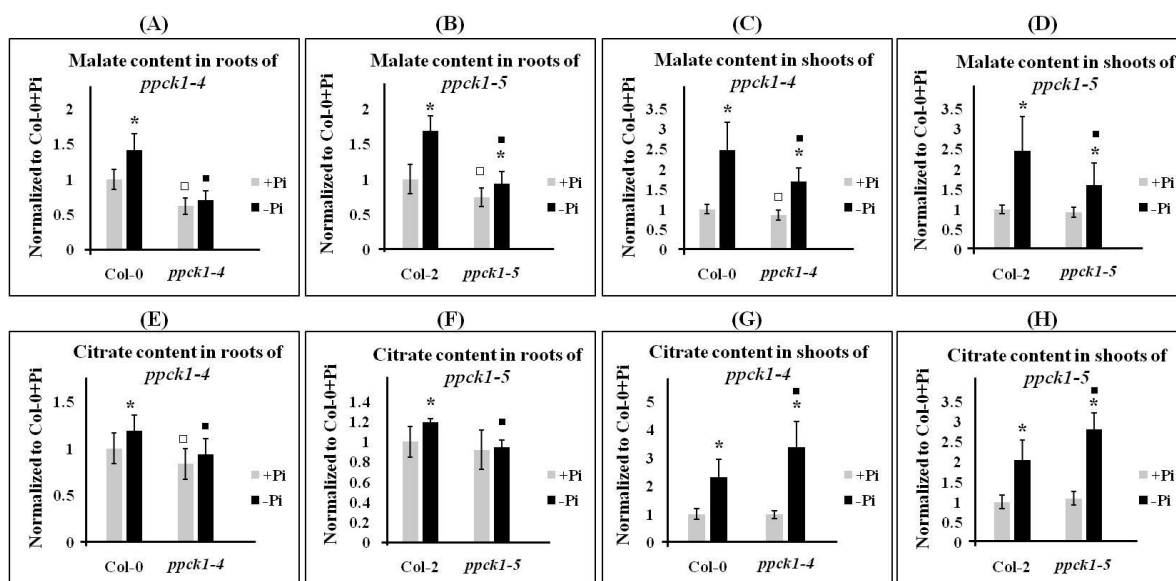 (A)
Malate content in roots of
ppck1-4
Normalized to Col-0+Pi
2
1.5
1
0.5
0
*
□
■
+Pi
-Pi
Col-0 ppck1-4
(B)
Malate content in roots of
ppck1-5
Normalized to Col-0+Pi
2
1.5
1
0.5
0
*
□
■
*
+Pi
-Pi
Col-2 ppck1-5
(C)
Malate content in shoots of
ppck1-4
Normalized to Col-0+Pi
3.5
3
2.5
2
1.5
1
0.5
0
*
□
■
*
+Pi
-Pi
Col-0 ppck1-4
(D)
Malate content in shoots of
ppck1-5
Normalized to Col-0+Pi
3.5
3
2.5
2
1.5
1
0.5
0
*
■
*
+Pi
-Pi
Col-2 ppck1-5
(E)
Citrate content in roots of
ppck1-4
Normalized to Col-0+Pi
1.5
1
0.5
0
*
□
■
+Pi
-Pi
Col-0 ppck1-4
(F)
Citrate content in roots of
ppck1-5
Normalized to Col-0+Pi
1.4
1.2
1
0.8
0.6
0.4
0.2
0
*
■
+Pi
-Pi
Col-2 ppck1-5
(G)
Citrate content in shoots of
ppck1-4
Normalized to Col-0+Pi
5
4
3
2
1
0
*
■
*
+Pi
-Pi
Col-0 ppck1-4
(H)
Citrate content in shoots of
ppck1-5
Normalized to Col-0+Pi
3.5
3
2.5
2
1.5
1
0.5
0
*
■
*
+Pi
-Pi
Col-2 ppck1-5